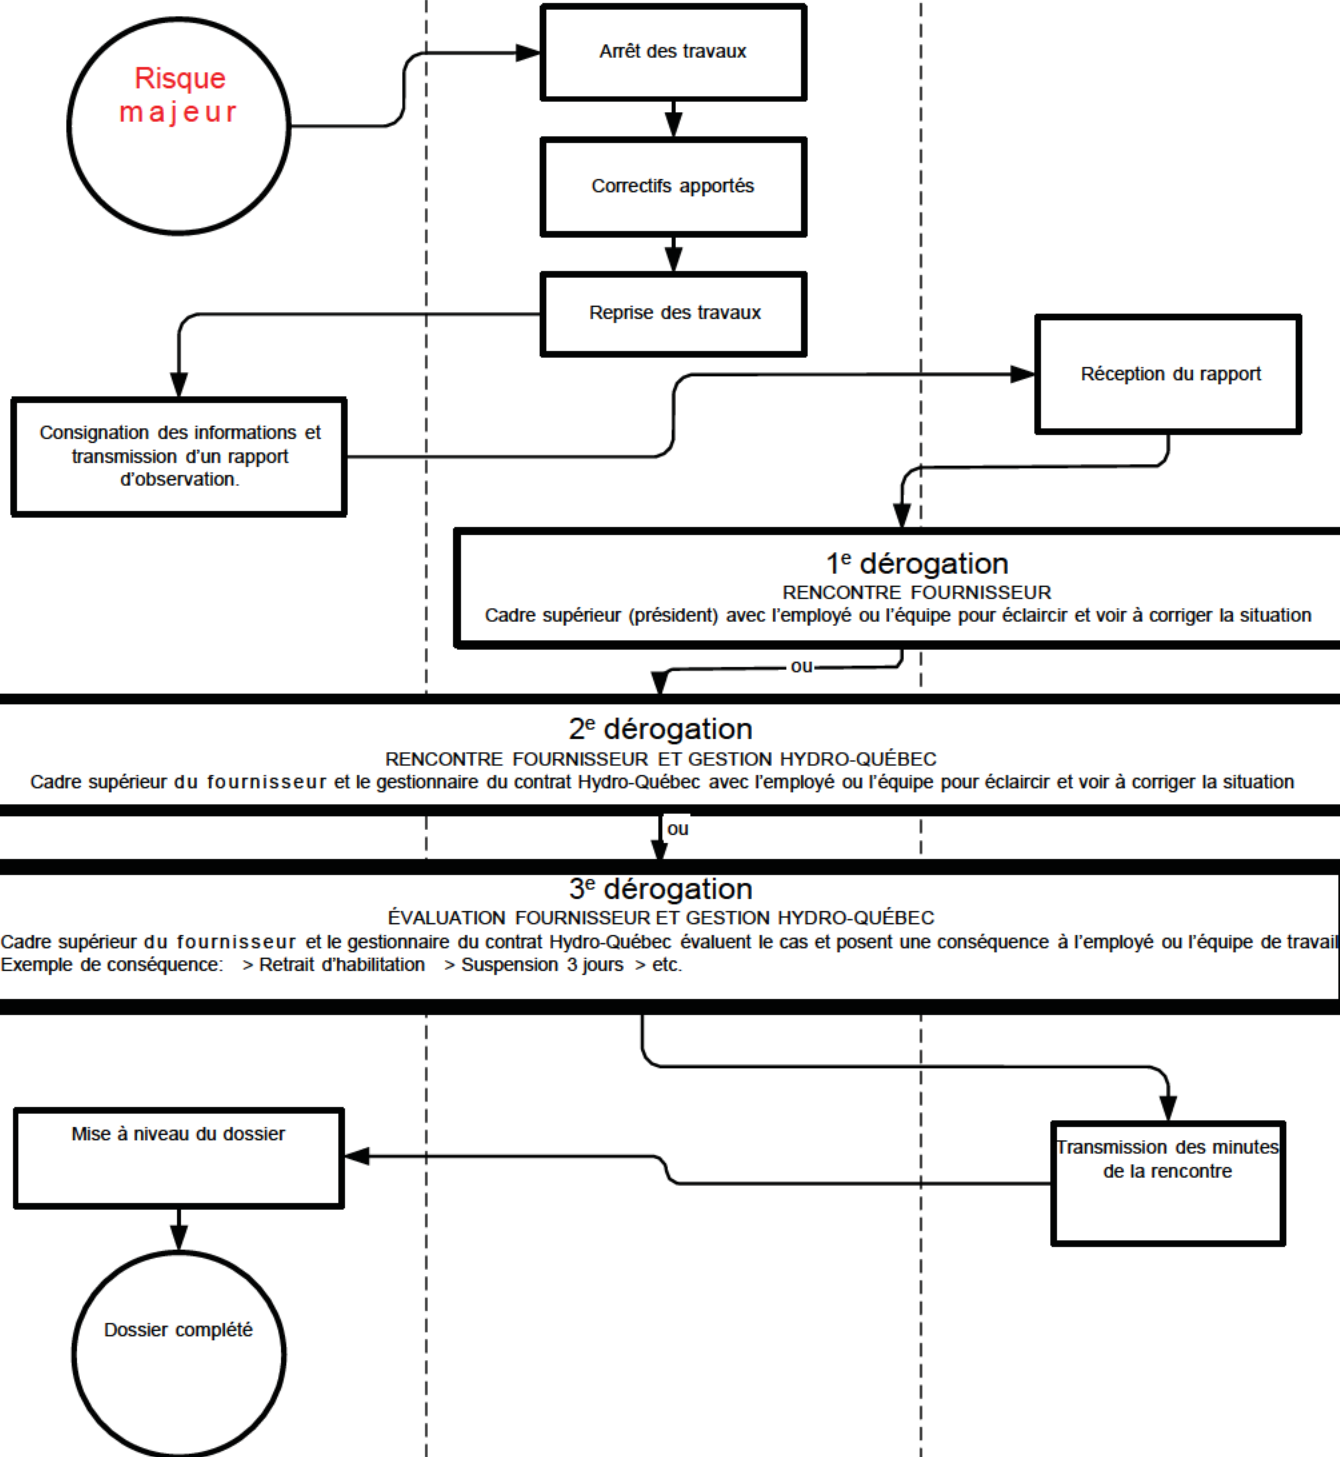 Risque
majeur
Arrêt des travaux
Correctifs apportés
Reprise des travaux
Réception du rapport
Consignation des informations et
transmission d'un rapport
d'observation.
1e dérogation
RENCONTRE FOURNISSEUR
Cadre supérieur (président) avec l'employé ou l'équipe pour éclaircir et voir à corriger la situation
ou
2e dérogation
RENCONTRE FOURNISSEUR ET GESTION HYDRO-QUÉBEC
Cadre supérieur du fournisseur et le gestionnaire du contrat Hydro-Québec avec l'employé ou l'équipe pour éclaircir et voir à corriger la situation
ou
3e dérogation
ÉVALUATION FOURNISSEUR ET GESTION HYDRO-QUÉBEC
Cadre supérieur du fournisseur et le gestionnaire du contrat Hydro-Québec évaluent le cas et posent une conséquence à l'employé ou l'équipe de travail
Exemple de conséquence: > Retrait d'habilitation > Suspension 3 jours > etc.
Mise à niveau du dossier
Transmission des minutes
de la rencontre
Dossier complété